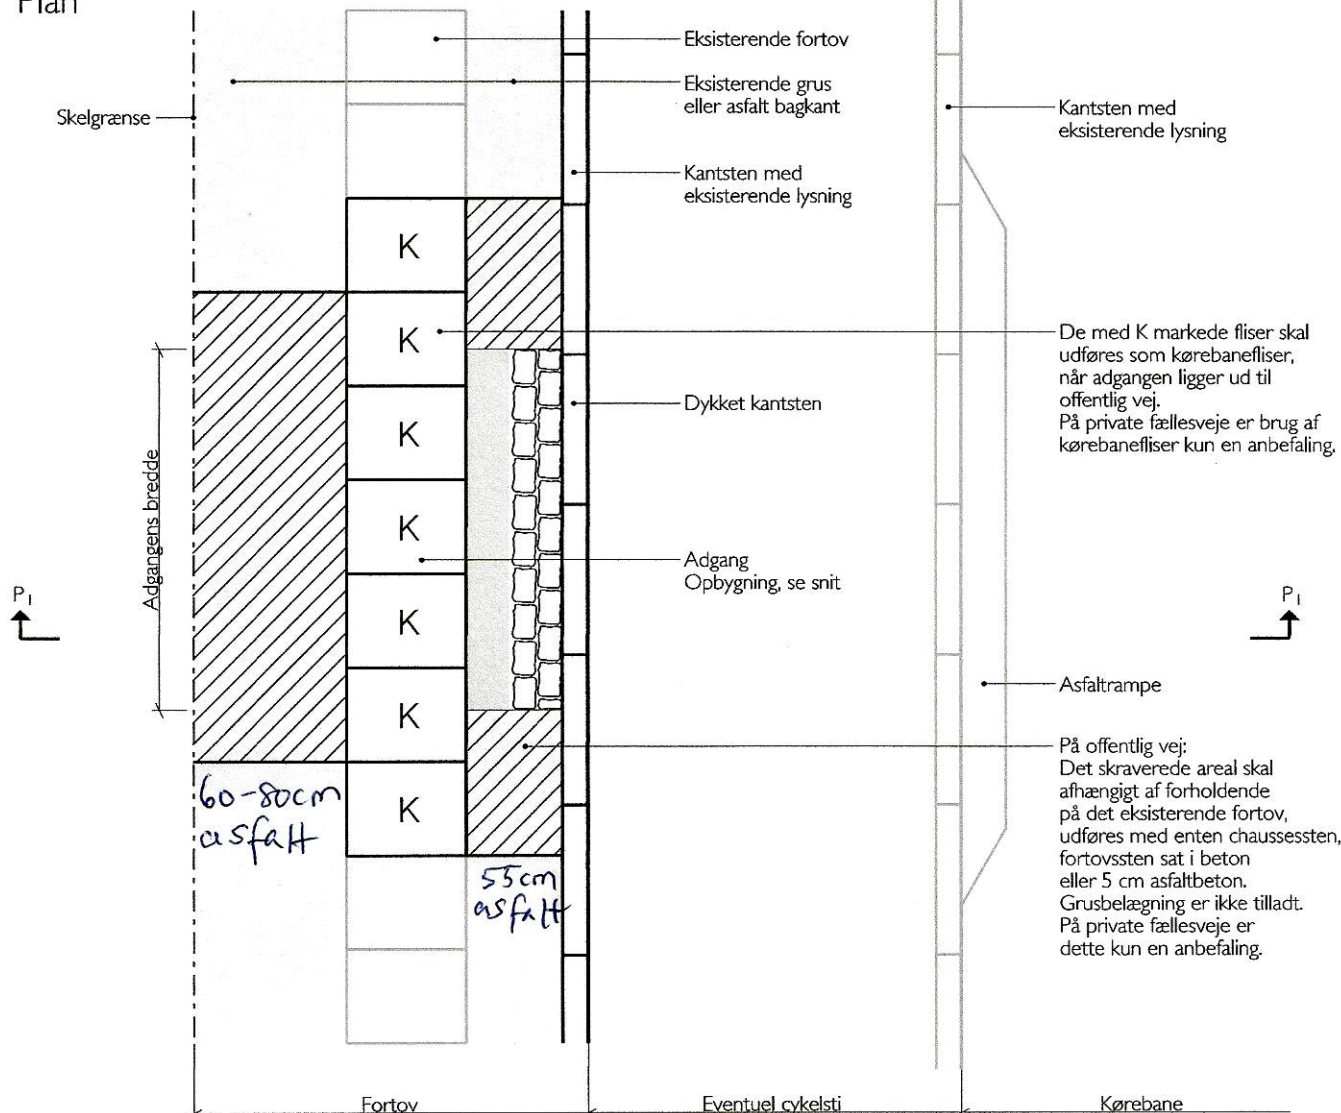 Plan
Skelgrænse
Eksisterende fortov
Eksisterende grus
eller asfalt bagkant
Kantsten med
eksisterende lysning
Kantsten med
eksisterende lysning
K
K
K
K
K
K
K
De med K markede fliser skal
udføres som kørebanefliser,
når adgangen ligger ud til
offentlig vej.
På private fællesveje er brug af
kørebanefliser kun en anbefaling.
Dykket kantsten
Adgangens bredde
Adgang
Opbygning, se snit
P1
P1
Asfaltrampe
På offentlig vej:
Det skraverede areal skal
afhængigt af forholdende
på det eksisterende fortov,
udføres med enten chaussessten,
fortovssten sat i beton
eller 5 cm asfaltbeton.
Grusbelægning er ikke tilladt.
På private fællesveje er
dette kun en anbefaling.
60-80cm
asfalt
55cm
asfalt
Fortov
Eventuel cykelsti
Kørebane